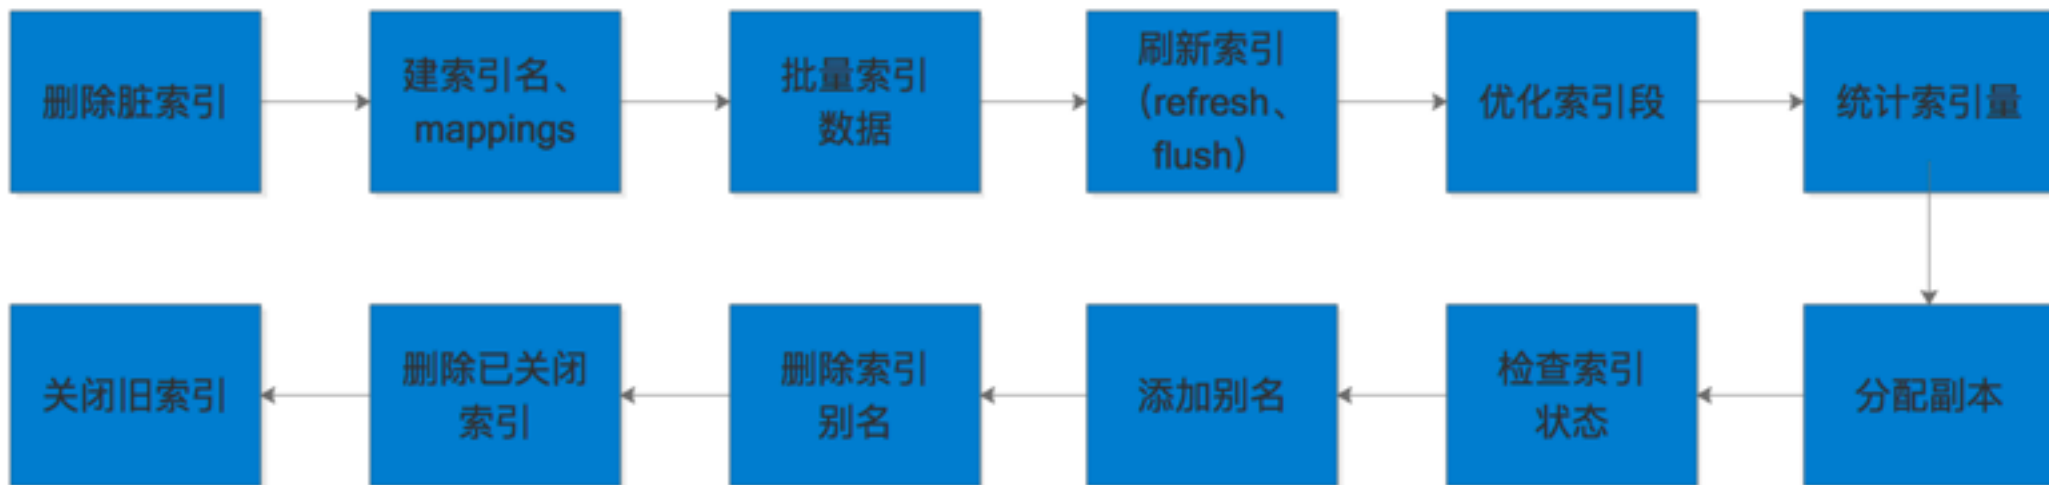 删除脏索引
建索引名、
mappings
批量索引
数据
刷新索引
（refresh、
flush）
优化索引段
统计索引量
关闭旧索引
删除已关闭
索引
删除索引
别名
添加别名
检查索引
状态
分配副本